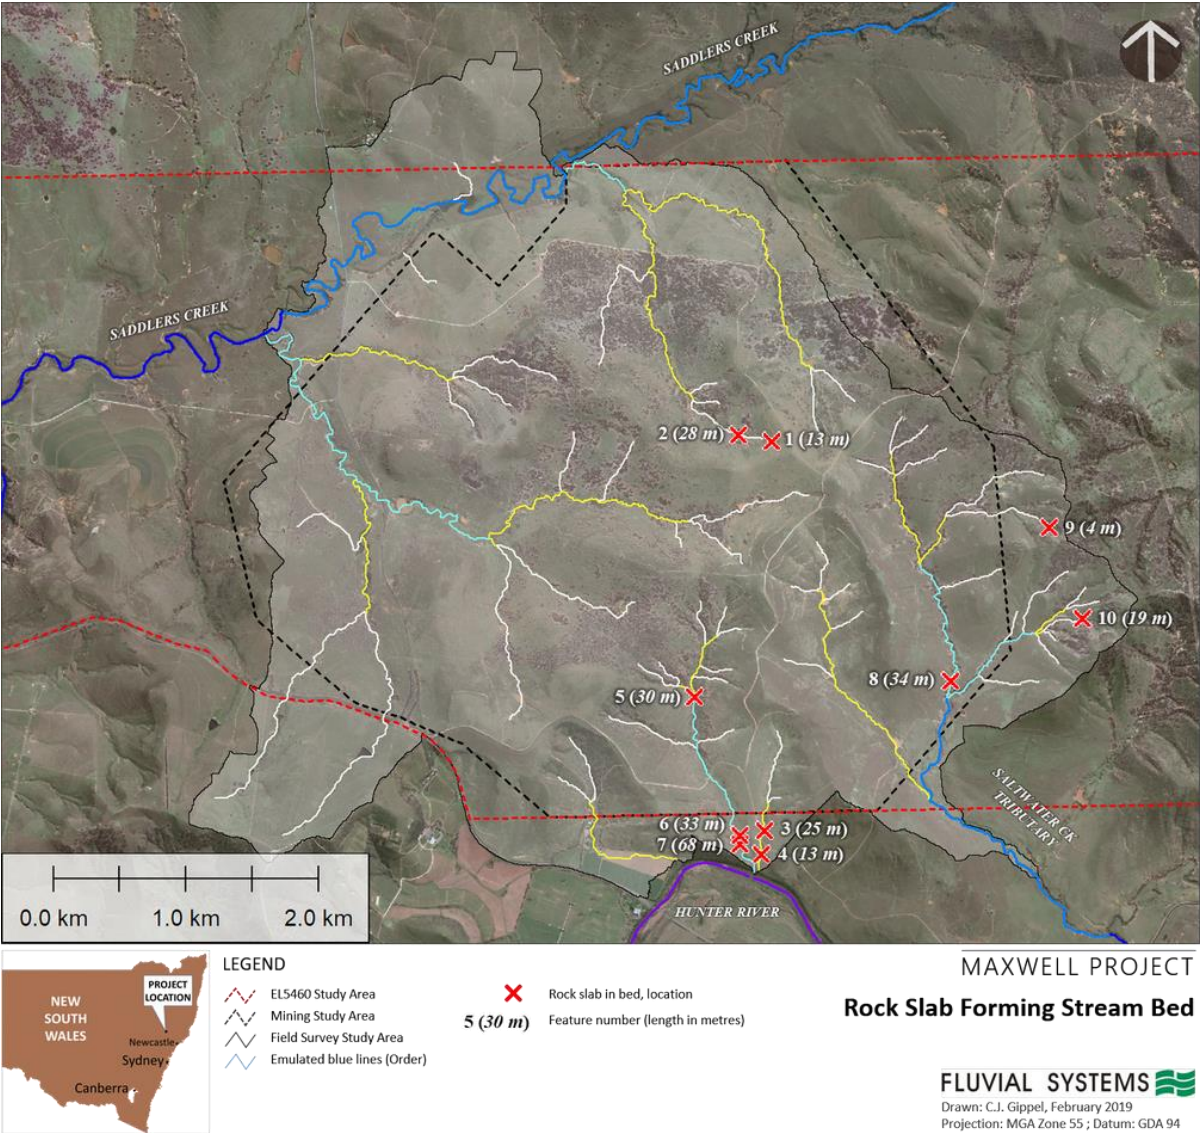 SADDLERS CREEK
SADDLERS CREEK
2 (28 m)
1 (13 m)
9 (4 m)
10 (19 m)
8 (34 m)
5 (30 m)
SALTWATER CK
TRIBUTARY
6 (33 m)
3 (25 m)
7 (68 m)
4 (13 m)
HUNTER RIVER
0.0 km
1.0 km
2.0 km
NEW
SOUTH
WALES
PROJECT
LOCATION
Newcastle
Sydney
Canberra
LEGEND
EL5460 Study Area
Mining Study Area
Field Survey Study Area
Emulated blue lines (Order)
Rock slab in bed, location
5 (30 m)
Feature number (length in metres)
MAXWELL PROJECT
Rock Slab Forming Stream Bed
FLUVIAL SYSTEMS
Drawn: C.J. Gippel, February 2019
Projection: MGA Zone 55 ; Datum: GDA 94